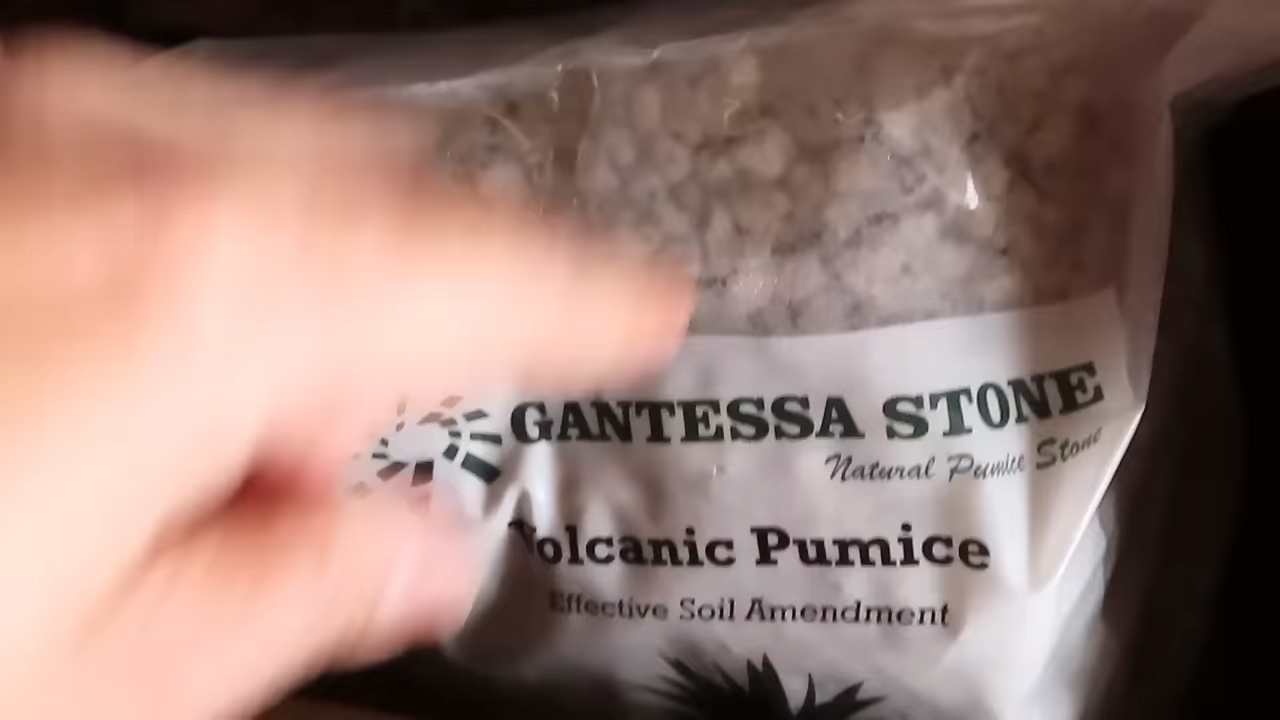 GANTESSA STONE
Natural Pumice Stone
Volcanic Pumice
Effective Soil Amendment